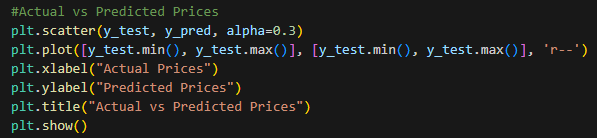 #Actual vs Predicted Prices
plt.scatter(y_test, y_pred, alpha=0.3)
plt.plot([y_test.min(), y_test.max()], [y_test.min(), y_test.max()], 'r--')
plt.xlabel("Actual Prices")
plt.ylabel("Predicted Prices")
plt.title("Actual vs Predicted Prices")
plt.show()